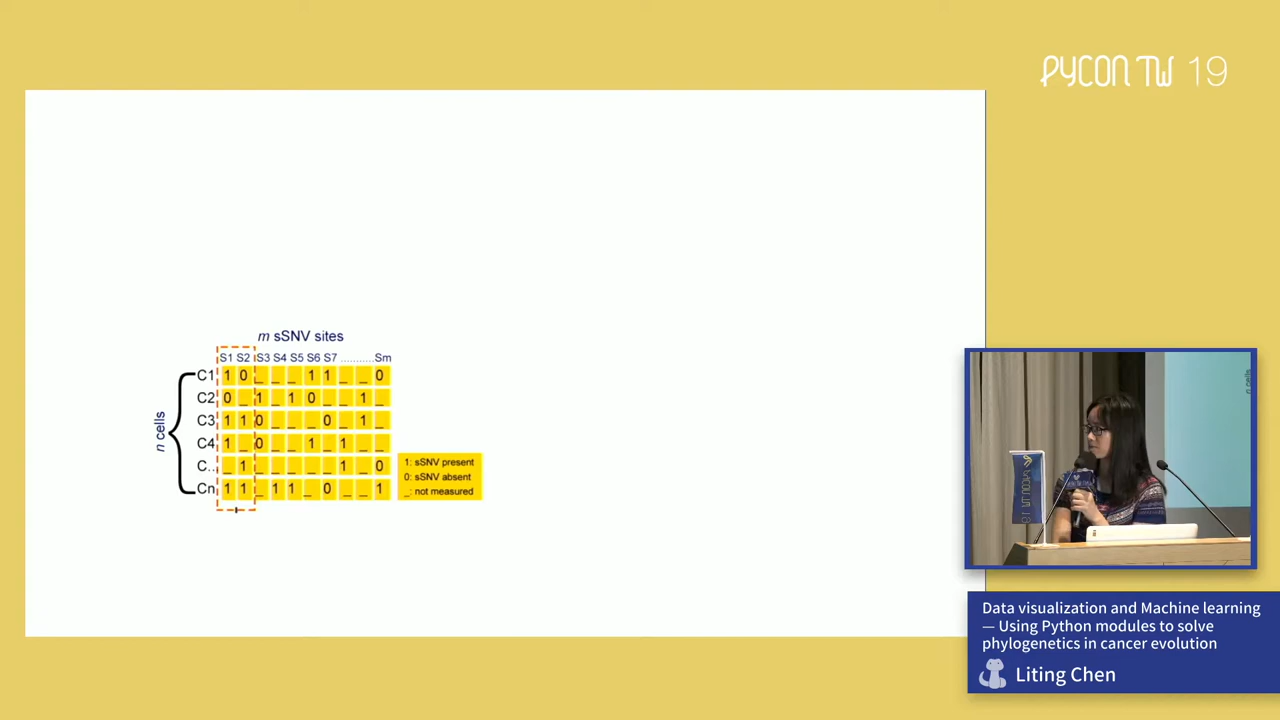 PYCON TW 19
m sSNV sites
S1 S2 S3 S4 S5 S6 S7 .......... Sm
C1 1 0 _ _ _ 1 1 _ _ 0
C2 0 _ 1 _ 1 0 _ _ 1 _
C3 1 1 0 _ _ _ 0 _ 1 _
C4 1 _ 0 _ _ 1 _ 1 _ _
C.. _ 1 _ _ _ _ _ 1 _ 0
Cn 1 1 _ 1 1 _ 0 _ _ 1
n cells
1: sSNV present
0: sSNV absent
_: not measured
n cells
Data visualization and Machine learning
— Using Python modules to solve
phylogenetics in cancer evolution
Liting Chen